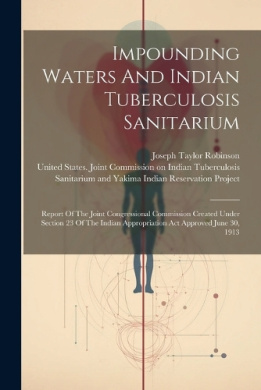 Impounding
Waters And Indian
Tuberculosis
Sanitarium
Joseph Taylor Robinson
United States. Joint Commission on Indian Tuberculosis
Sanitarium and Yakima Indian Reservation Project
Report Of The Joint Congressional Commission Created Under
Section 23 Of The Indian Appropriation Act Approved June 30,
1913